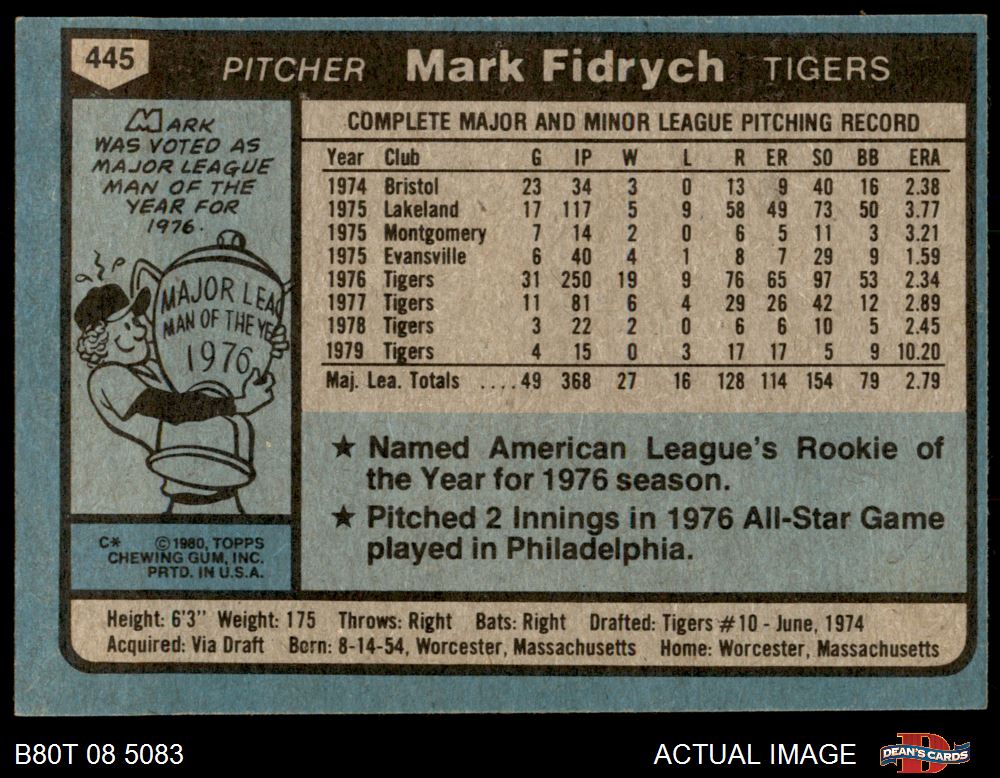 445 PITCHER Mark Fidrych TIGERS
MARK
WAS VOTED AS
MAJOR LEAGUE
MAN OF THE
YEAR FOR
1976.
MAJOR LEAG
MAN OF THE YE
1976
C* ©1980, TOPPS
CHEWING GUM, INC.
PRTD. IN U.S.A.
COMPLETE MAJOR AND MINOR LEAGUE PITCHING RECORD
Year Club G IP W L R ER SO BB ERA
1974 Bristol 23 34 3 0 13 9 40 16 2.38
1975 Lakeland 17 117 5 9 58 49 73 50 3.77
1975 Montgomery 7 14 2 0 6 5 11 3 3.21
1975 Evansville 6 40 4 1 8 7 29 9 1.59
1976 Tigers 31 250 19 9 76 65 97 53 2.34
1977 Tigers 11 81 6 4 29 26 42 12 2.89
1978 Tigers 3 22 2 0 6 6 10 5 2.45
1979 Tigers 4 15 0 3 17 17 5 9 10.20
Maj. Lea. Totals ....49 368 27 16 128 114 154 79 2.79
★ Named American League's Rookie of
the Year for 1976 season.
★ Pitched 2 Innings in 1976 All-Star Game
played in Philadelphia.
Height: 6'3" Weight: 175 Throws: Right Bats: Right Drafted: Tigers #10 - June, 1974
Acquired: Via Draft Born: 8-14-54, Worcester, Massachusetts Home: Worcester, Massachusetts
B80T 08 5083 ACTUAL IMAGE DEAN'S CARDS